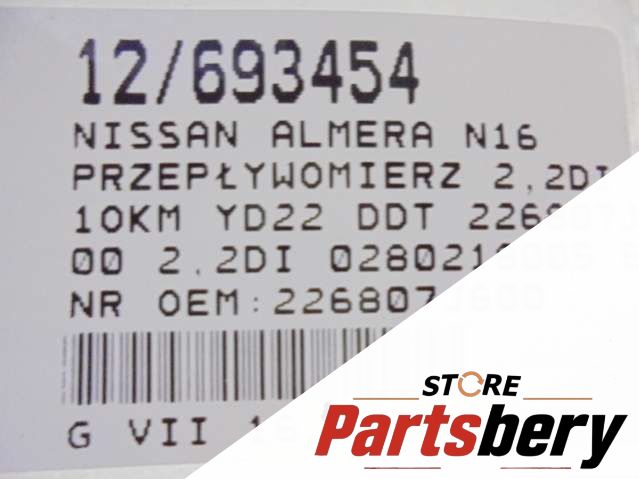 12/693454
NISSAN ALMERA N16
PRZEPŁYWOMIERZ 2,2DI
10KM YD22 DDT
00 2.2DI
NR OEM:
G VII
STORE
Partsbery